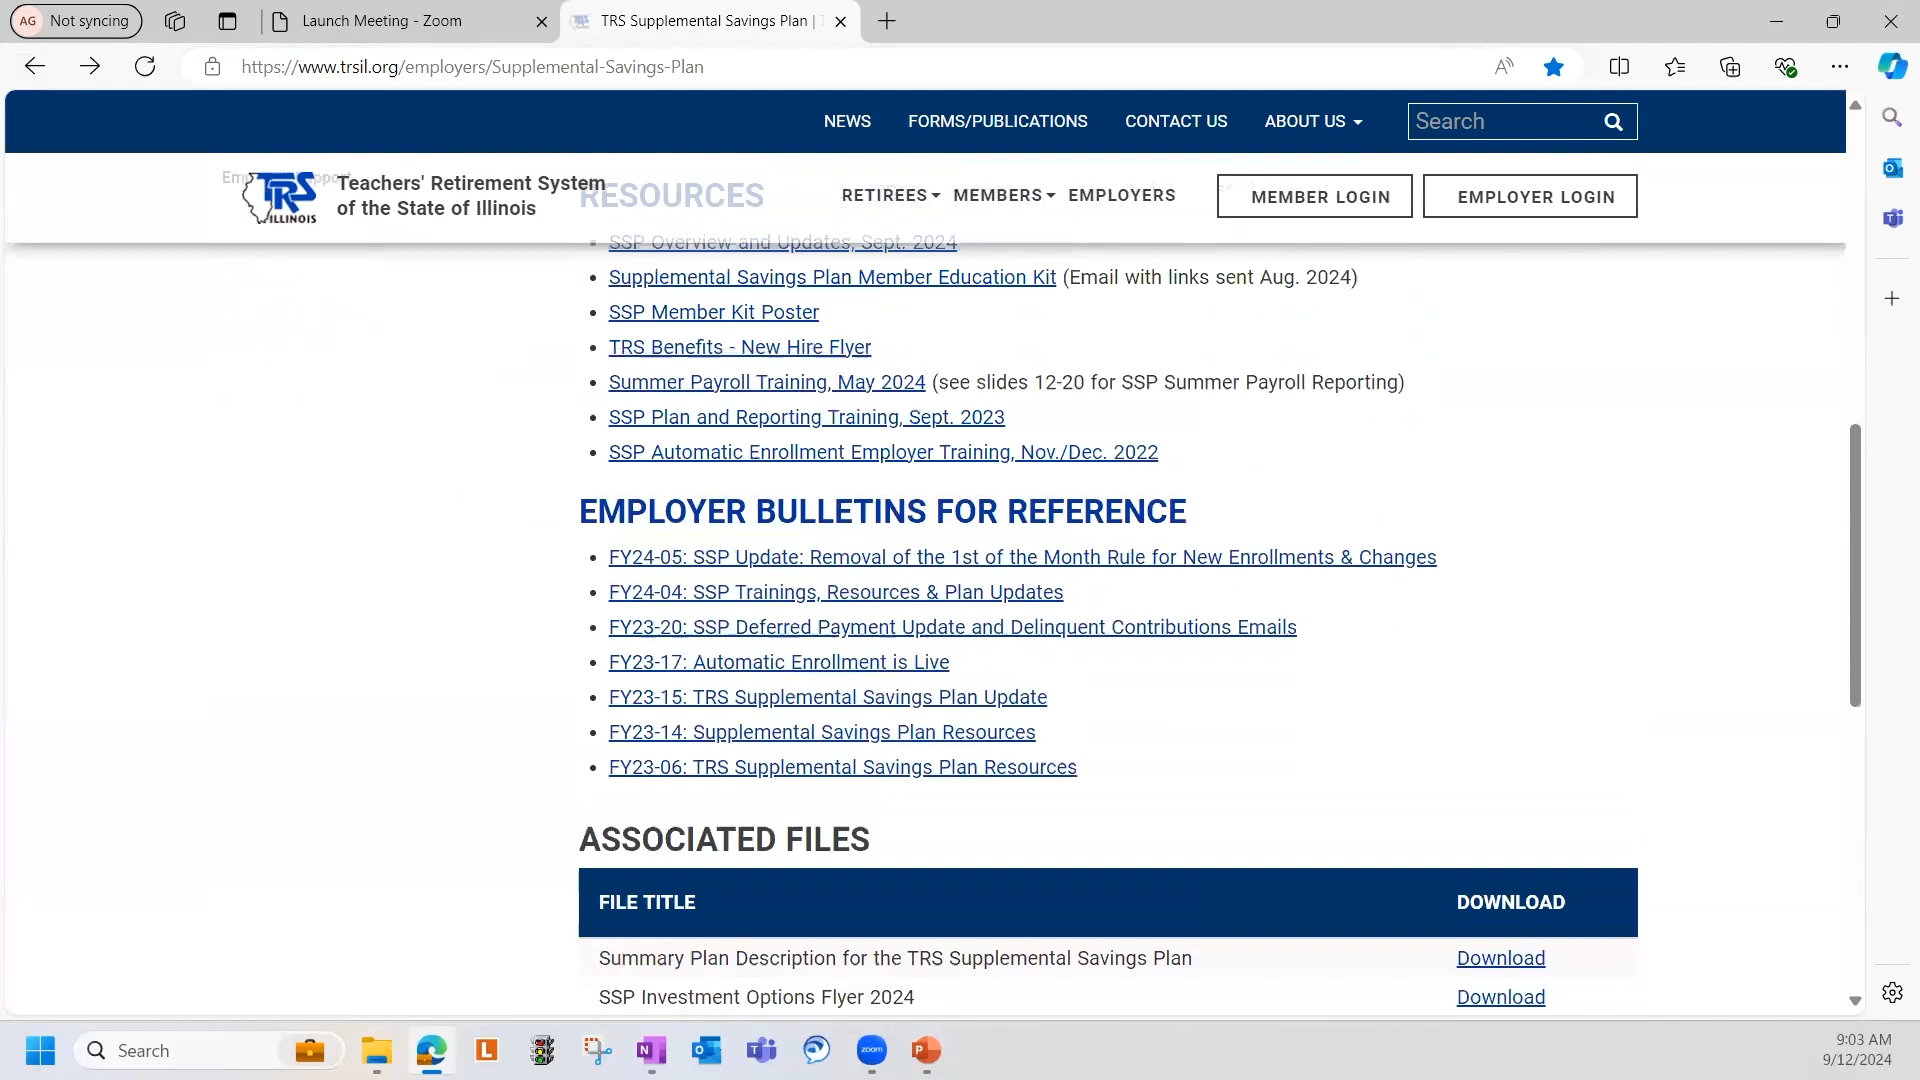 AG Not syncing Launch Meeting - Zoom TRS Supplemental Savings Plan | T
https://www.trsil.org/employers/Supplemental-Savings-Plan
NEWS FORMS/PUBLICATIONS CONTACT US ABOUT US Search
TRS ILLINOIS
Teachers' Retirement System
of the State of Illinois
RESOURCES
RETIREES MEMBERS EMPLOYERS MEMBER LOGIN EMPLOYER LOGIN
SSP Overview and Updates, Sept. 2024
Supplemental Savings Plan Member Education Kit (Email with links sent Aug. 2024)
SSP Member Kit Poster
TRS Benefits - New Hire Flyer
Summer Payroll Training, May 2024 (see slides 12-20 for SSP Summer Payroll Reporting)
SSP Plan and Reporting Training, Sept. 2023
SSP Automatic Enrollment Employer Training, Nov./Dec. 2022
EMPLOYER BULLETINS FOR REFERENCE
FY24-05: SSP Update: Removal of the 1st of the Month Rule for New Enrollments & Changes
FY24-04: SSP Trainings, Resources & Plan Updates
FY23-20: SSP Deferred Payment Update and Delinquent Contributions Emails
FY23-17: Automatic Enrollment is Live
FY23-15: TRS Supplemental Savings Plan Update
FY23-14: Supplemental Savings Plan Resources
FY23-06: TRS Supplemental Savings Plan Resources
ASSOCIATED FILES
FILE TITLE DOWNLOAD
Summary Plan Description for the TRS Supplemental Savings Plan Download
SSP Investment Options Flyer 2024 Download
Search L N zoom P 9:03 AM
9/12/2024